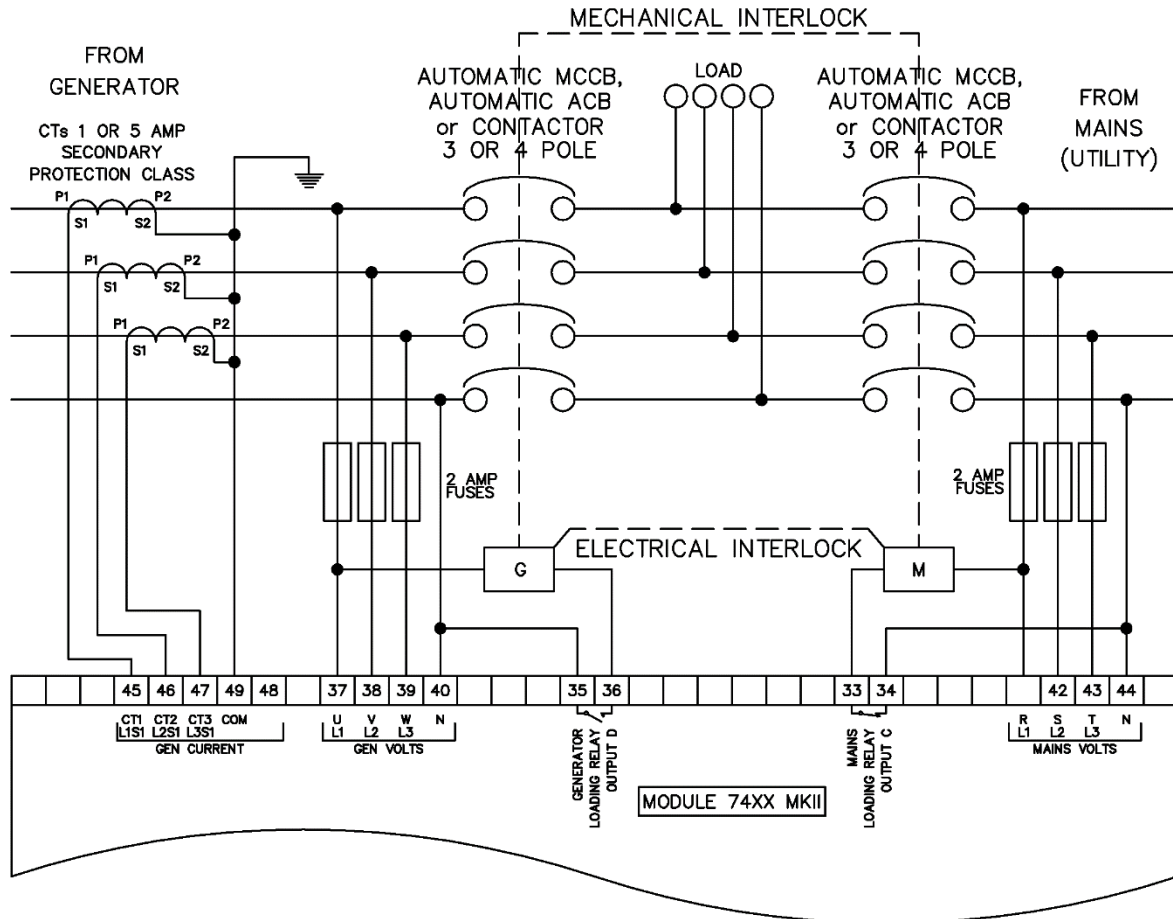 MECHANICAL INTERLOCK
FROM
GENERATOR
CTs 1 OR 5 AMP
SECONDARY
PROTECTION CLASS
AUTOMATIC MCCB,
AUTOMATIC ACB
or CONTACTOR
3 OR 4 POLE
LOAD
AUTOMATIC MCCB,
AUTOMATIC ACB
or CONTACTOR
3 OR 4 POLE
FROM
MAINS
(UTILITY)
P1 P2
S1 S2
P1 P2
S1 S2
P1 P2
S1 S2
2 AMP
FUSES
2 AMP
FUSES
ELECTRICAL INTERLOCK
G
M
45 46 47 49 48 37 38 39 40 35 36 33 34 42 43 44
CT1 CT2 CT3 COM
L1S1 L2S1 L3S1
GEN CURRENT
U V W N
L1 L2 L3
GEN VOLTS
GENERATOR
LOADING RELAY
OUTPUT D
MAINS
LOADING RELAY
OUTPUT C
R S T N
L1 L2 L3
MAINS VOLTS
MODULE 74XX MKII